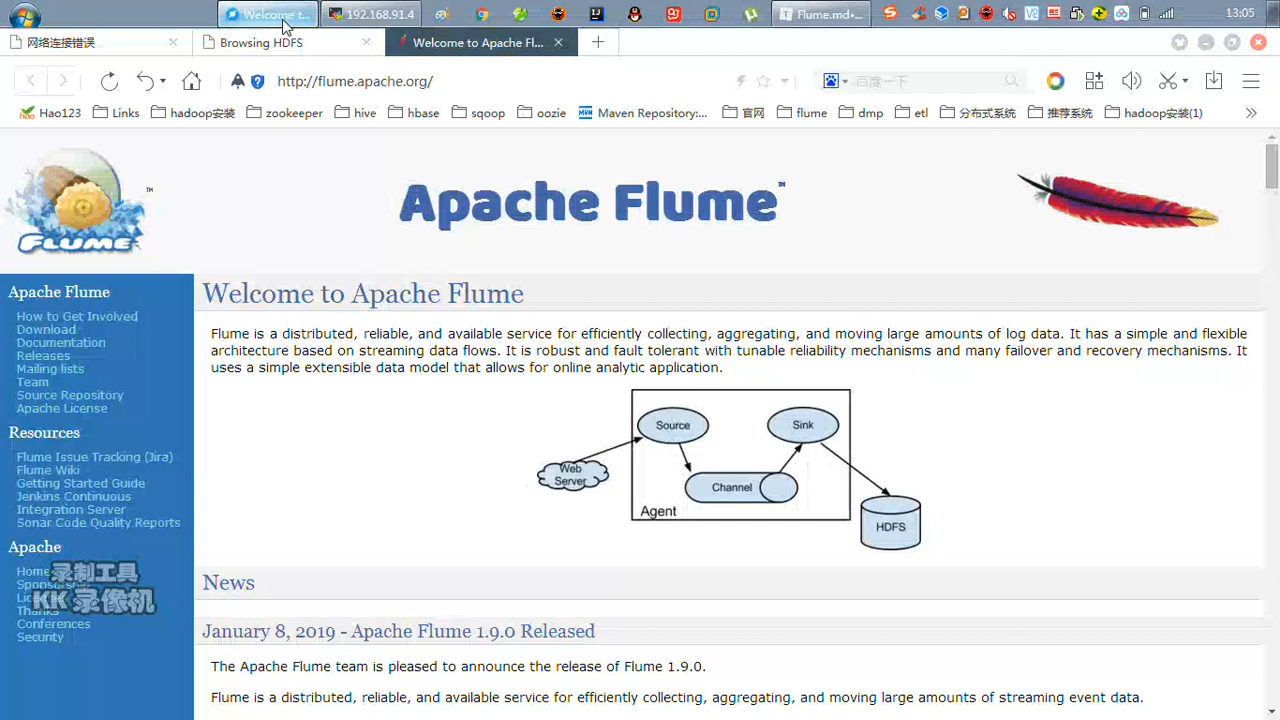 Welcome t...
192.168.91.4
Flume.md•...
13:05
网络连接错误
Browsing HDFS
Welcome to Apache Fl...
http://flume.apache.org/
百度一下
Hao123
Links
hadoop安装
zookeeper
hive
hbase
sqoop
oozie
Maven Repository:...
官网
flume
dmp
etl
分布式系统
推荐系统
hadoop安装(1)
FLUME
TM
Apache Flume™
Apache Flume
How to Get Involved
Download
Documentation
Releases
Mailing lists
Team
Source Repository
Apache License
Resources
Flume Issue Tracking (Jira)
Flume Wiki
Getting Started Guide
Jenkins Continuous
Integration Server
Sonar Code Quality Reports
Apache
Home
Sponsorship
Thanks
Conferences
Security
录制工具
KK 录像机
Welcome to Apache Flume
Flume is a distributed, reliable, and available service for efficiently collecting, aggregating, and moving large amounts of log data. It has a simple and flexible
architecture based on streaming data flows. It is robust and fault tolerant with tunable reliability mechanisms and many failover and recovery mechanisms. It
uses a simple extensible data model that allows for online analytic application.
Source
Sink
Web
Server
Channel
Agent
HDFS
News
January 8, 2019 - Apache Flume 1.9.0 Released
The Apache Flume team is pleased to announce the release of Flume 1.9.0.
Flume is a distributed, reliable, and available service for efficiently collecting, aggregating, and moving large amounts of streaming event data.